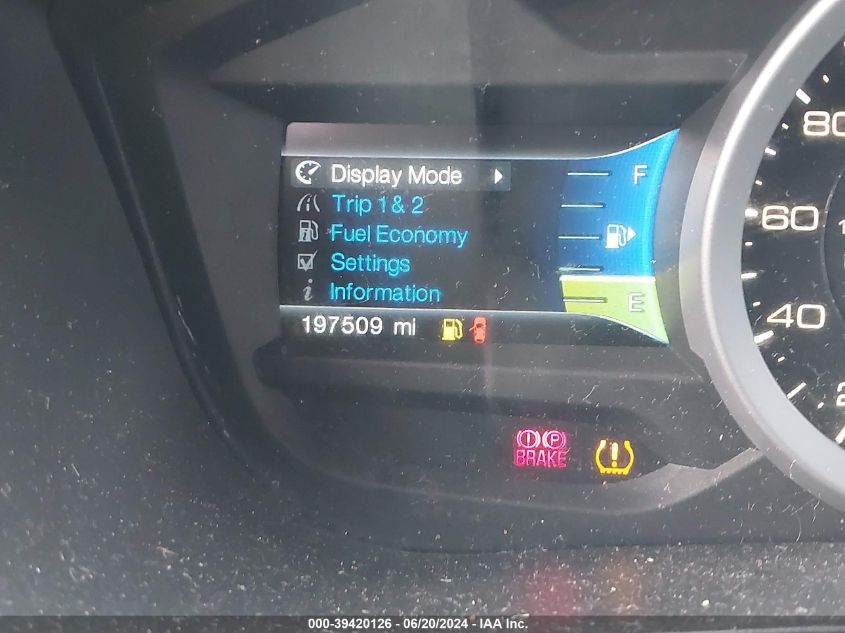 Display Mode
Trip 1 & 2
Fuel Economy
Settings
Information
F
E
197509 mi
80
60
40
2
(!) (P)
BRAKE
!
000-39420126 - 06/20/2024 - IAA Inc.